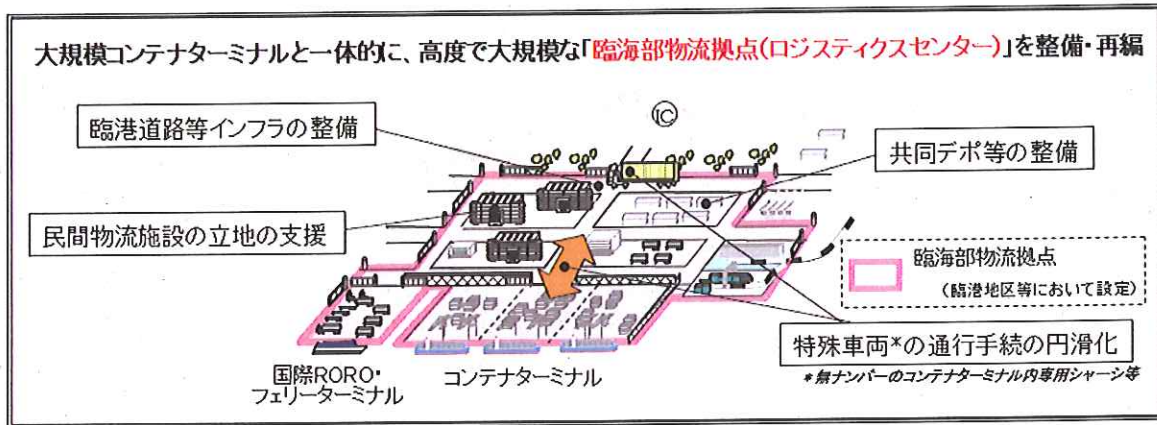 大規模コンテナターミナルと一体的に、高度で大規模な「臨海部物流拠点(ロジスティクスセンター)」を整備・再編
IC
臨港道路等インフラの整備
共同デポ等の整備
民間物流施設の立地の支援
臨海部物流拠点
(臨港地区等において設定)
特殊車両*の通行手続の円滑化
*無ナンバーのコンテナターミナル内専用シャーシ等
国際RORO・
フェリーターミナル
コンテナターミナル